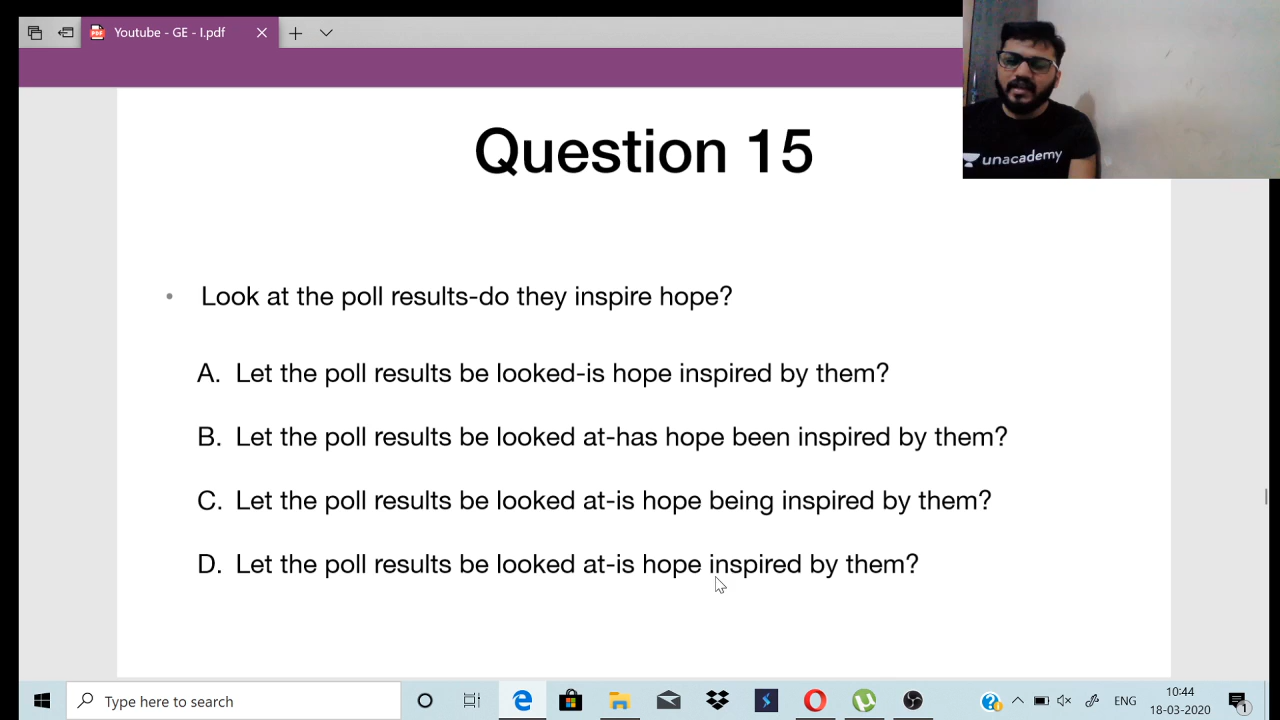 Youtube - GE - I.pdf
unacademy
Question 15
• Look at the poll results-do they inspire hope?
A. Let the poll results be looked-is hope inspired by them?
B. Let the poll results be looked at-has hope been inspired by them?
C. Let the poll results be looked at-is hope being inspired by them?
D. Let the poll results be looked at-is hope inspired by them?
Type here to search
ENG
10:44
18-03-2020
1